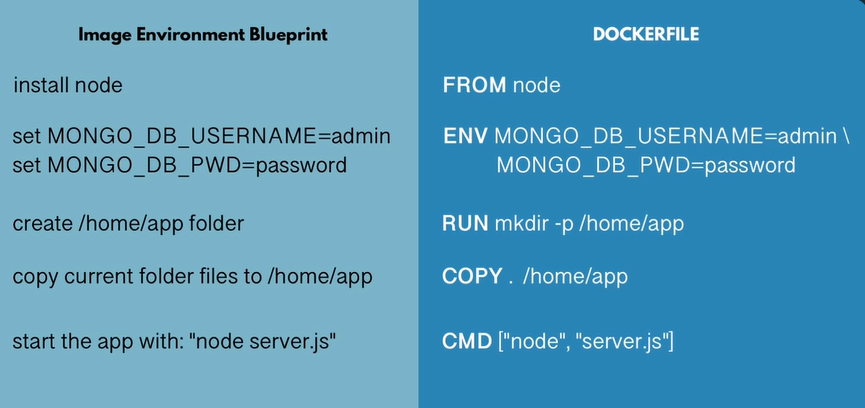 Image Environment Blueprint
install node
set MONGO_DB_USERNAME=admin
set MONGO_DB_PWD=password
create /home/app folder
copy current folder files to /home/app
start the app with: "node server.js"
DOCKERFILE
FROM node
ENV MONGO_DB_USERNAME=admin \
MONGO_DB_PWD=password
RUN mkdir -p /home/app
COPY . /home/app
CMD ["node", "server.js"]